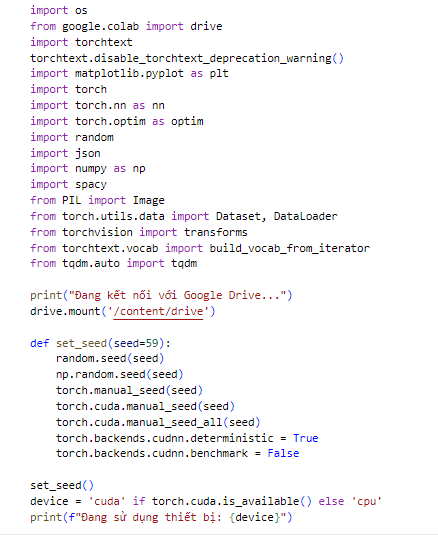 import os
from google.colab import drive
import torchtext
torchtext.disable_torchtext_deprecation_warning()
import matplotlib.pyplot as plt
import torch
import torch.nn as nn
import torch.optim as optim
import random
import json
import numpy as np
import spacy
from PIL import Image
from torch.utils.data import Dataset, DataLoader
from torchvision import transforms
from torchtext.vocab import build_vocab_from_iterator
from tqdm.auto import tqdm

print("Đang kết nối với Google Drive...")
drive.mount('/content/drive')

def set_seed(seed=59):
    random.seed(seed)
    np.random.seed(seed)
    torch.manual_seed(seed)
    torch.cuda.manual_seed(seed)
    torch.cuda.manual_seed_all(seed)
    torch.backends.cudnn.deterministic = True
    torch.backends.cudnn.benchmark = False

set_seed()
device = 'cuda' if torch.cuda.is_available() else 'cpu'
print(f"Đang sử dụng thiết bị: {device}")